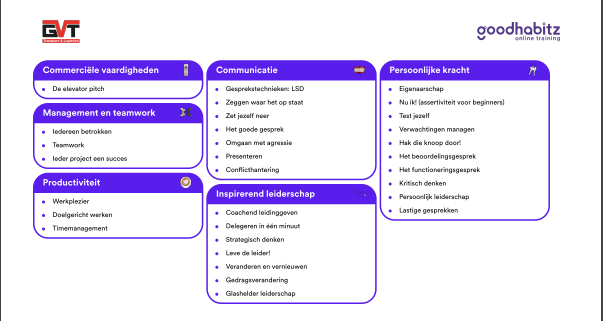 GVT
Transport & Logistics
goodhabitz
online training
Commerciële vaardigheden
De elevator pitch
Management en teamwork
Iedereen betrokken
Teamwork
Ieder project een succes
Productiviteit
Werkplezier
Doelgericht werken
Timemanagement
Communicatie
Gesprekstechnieken: LSD
Zeggen waar het op staat
Zet jezelf neer
Het goede gesprek
Omgaan met agressie
Presenteren
Conflicthantering
Inspirerend leiderschap
Coachend leidinggeven
Delegeren in één minuut
Strategisch denken
Leve de leider!
Veranderen en vernieuwen
Gedragsverandering
Glashelder leiderschap
Persoonlijke kracht
Eigenaarschap
Nu ik! (assertiviteit voor beginners)
Test jezelf
Verwachtingen managen
Hak die knoop door!
Het beoordelingsgesprek
Het functioneringsgesprek
Kritisch denken
Persoonlijk leiderschap
Lastige gesprekken